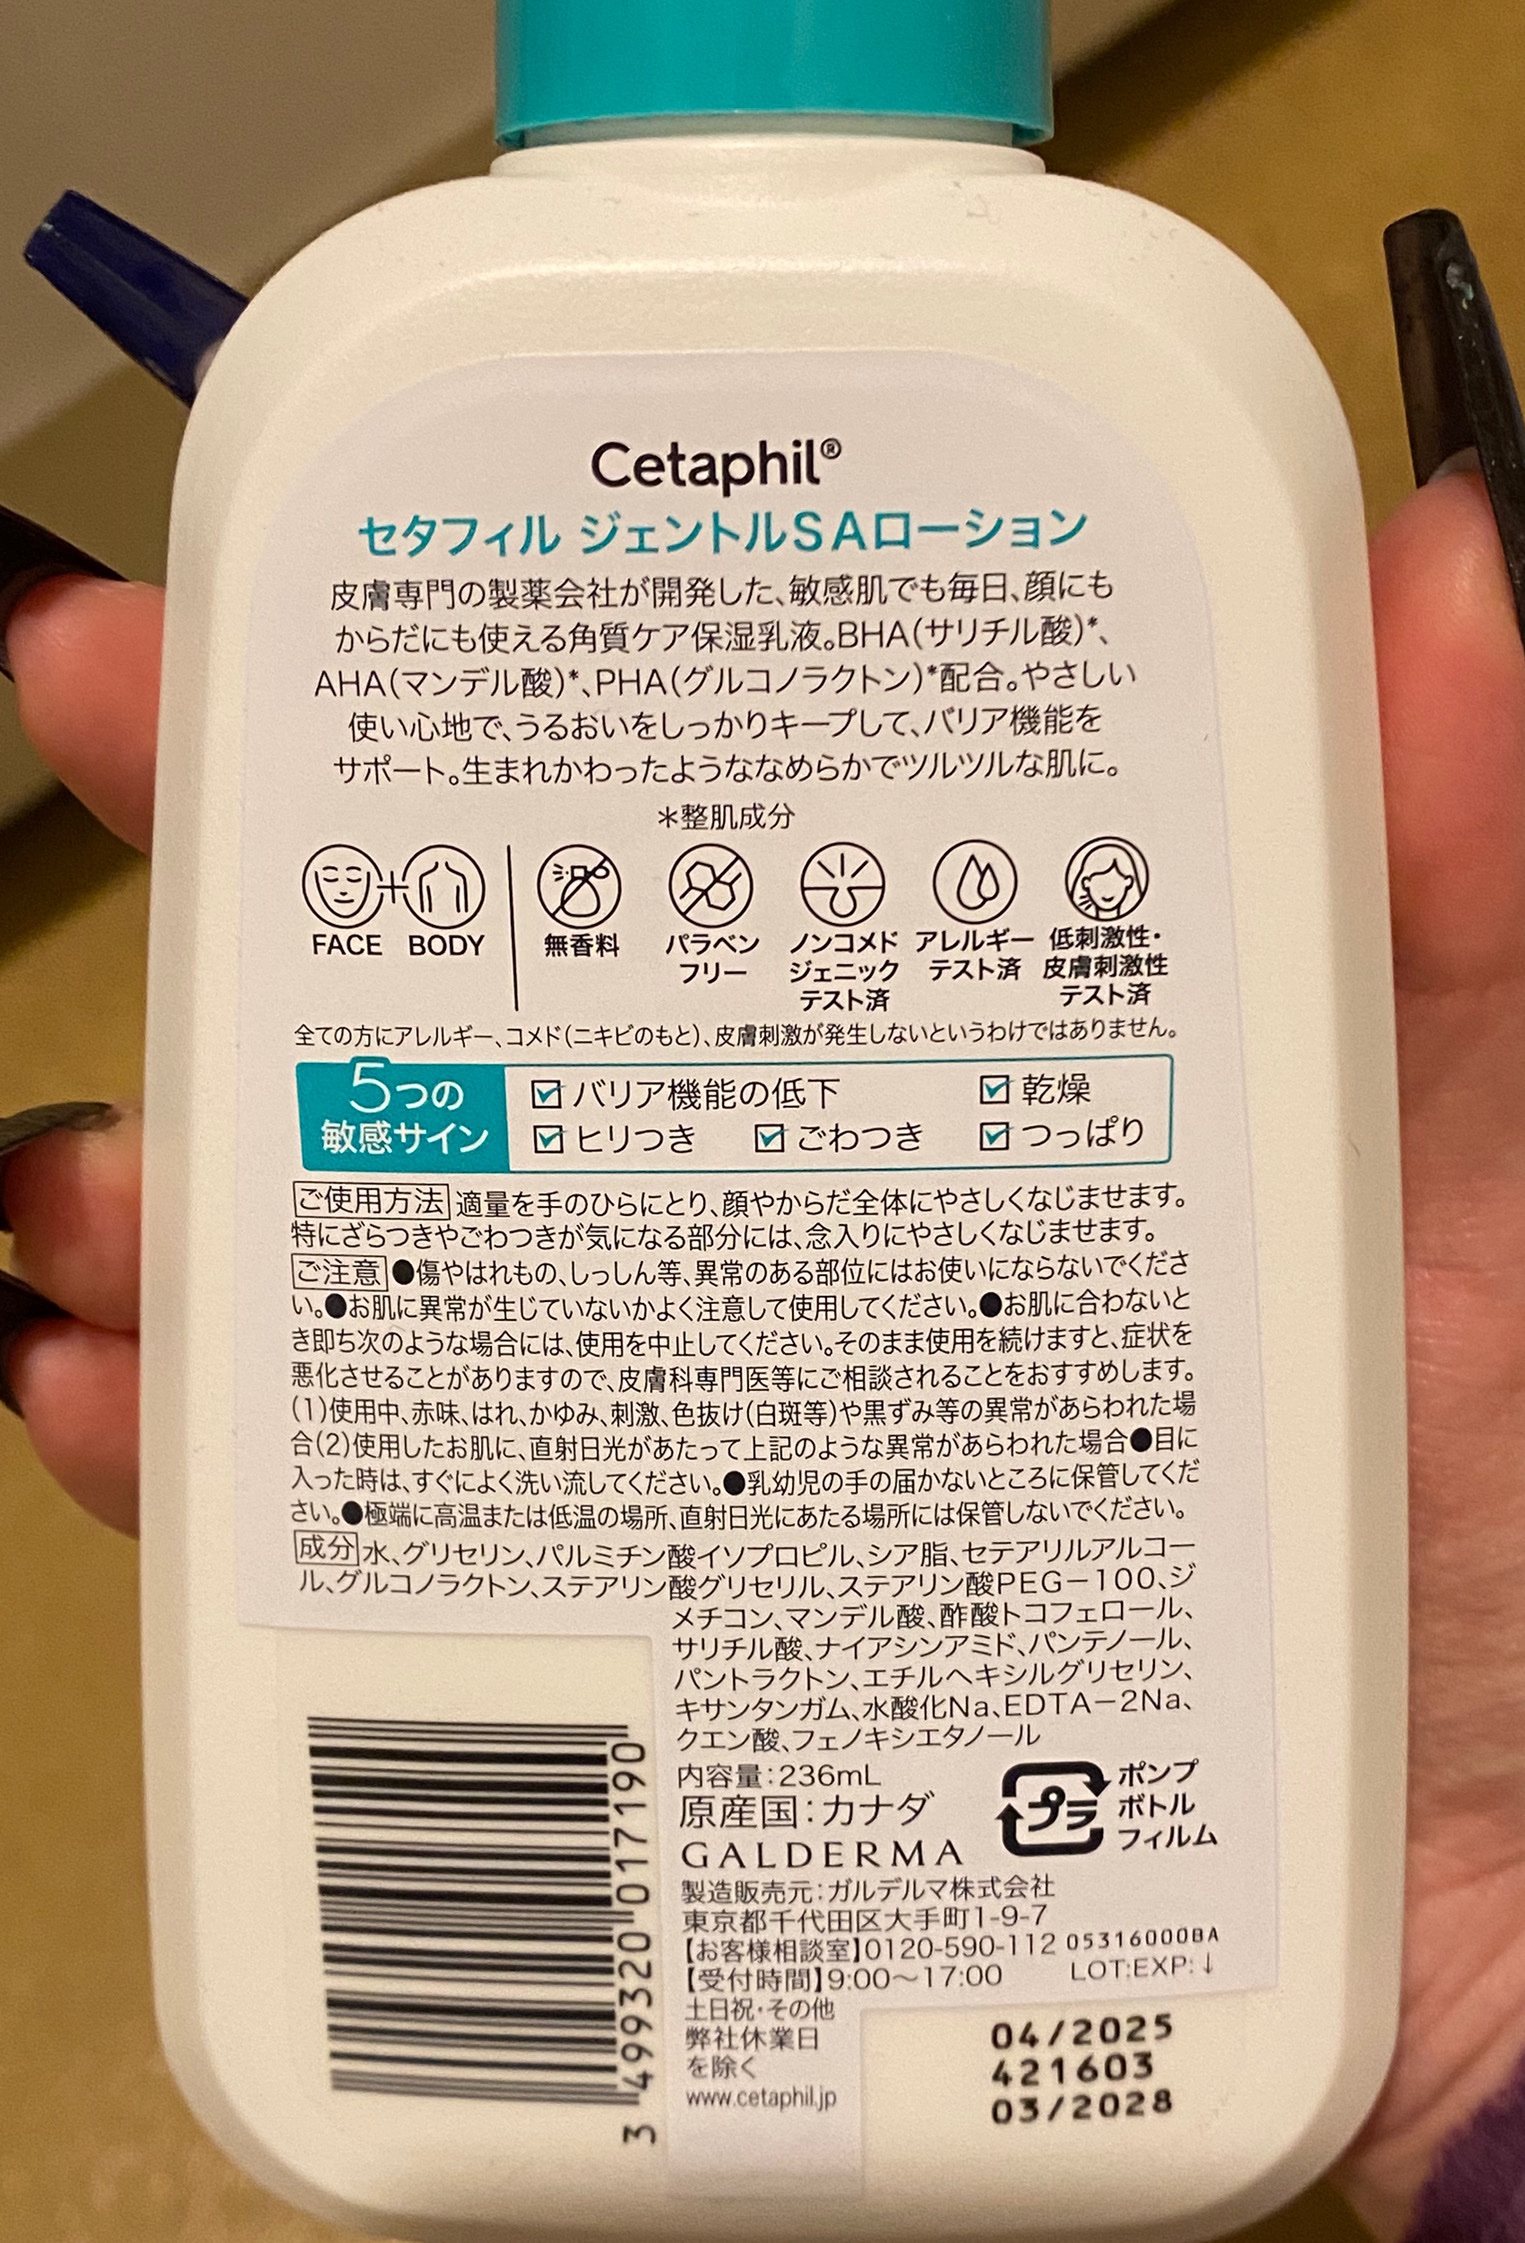 Cetaphil®
セタフィル ジェントルSAローション
皮膚専門の製薬会社が開発した、敏感肌でも毎日、顔にも
からだにも使える角質ケア保湿乳液。BHA(サリチル酸)*、
AHA(マンデル酸)*、PHA(グルコノラクトン)*配合。やさしい
使い心地で、うるおいをしっかりキープして、バリア機能を
サポート。生まれかわったようななめらかでツルツルな肌に。
*整肌成分
FACE BODY 無香料 パラベン ノンコメド アレルギー 低刺激性・
フリー ジェニック テスト済 皮膚刺激性
テスト済 テスト済
全ての方にアレルギー、コメド(ニキビのもと)、皮膚刺激が発生しないというわけではありません。
5つの
敏感サイン
☑ バリア機能の低下 ☑ 乾燥
☑ ヒリつき ☑ ごわつき ☑ つっぱり
ご使用方法 適量を手のひらにとり、顔やからだ全体にやさしくなじませます。
特にざらつきやごわつきが気になる部分には、念入りにやさしくなじませます。
ご注意 ●傷やはれもの、しっしん等、異常のある部位にはお使いにならないでくださ
い。●お肌に異常が生じていないかよく注意して使用してください。●お肌に合わないと
き即ち次のような場合には、使用を中止してください。そのまま使用を続けますと、症状を
悪化させることがありますので、皮膚科専門医等にご相談されることをおすすめします。
(1)使用中、赤味、はれ、かゆみ、刺激、色抜け(白斑等)や黒ずみ等の異常があらわれた場
合(2)使用したお肌に、直射日光があたって上記のような異常があらわれた場合●目に
入った時は、すぐによく洗い流してください。●乳幼児の手の届かないところに保管してくだ
さい。●極端に高温または低温の場所、直射日光にあたる場所には保管しないでください。
成分 水、グリセリン、パルミチン酸イソプロピル、シア脂、セテアリルアルコー
ル、グルコノラクトン、ステアリン酸グリセリル、ステアリン酸PEG－100、ジ
メチコン、マンデル酸、酢酸トコフェロール、
サリチル酸、ナイアシンアミド、パンテノール、
パントラクトン、エチルヘキシルグリセリン、
キサンタンガム、水酸化Na、EDTA－2Na、
クエン酸、フェノキシエタノール
内容量：236mL
原産国：カナダ
プラ
ポンプ
ボトル
フィルム
GALDERMA
製造販売元：ガルデルマ株式会社
東京都千代田区大手町1-9-7
【お客様相談室】0120-590-112
【受付時間】9:00～17:00
土日祝・その他
弊社休業日
を除く
www.cetaphil.jp
05316000BA
LOT:EXP:↓
04/2025
421603
03/2028
3 499320 017190